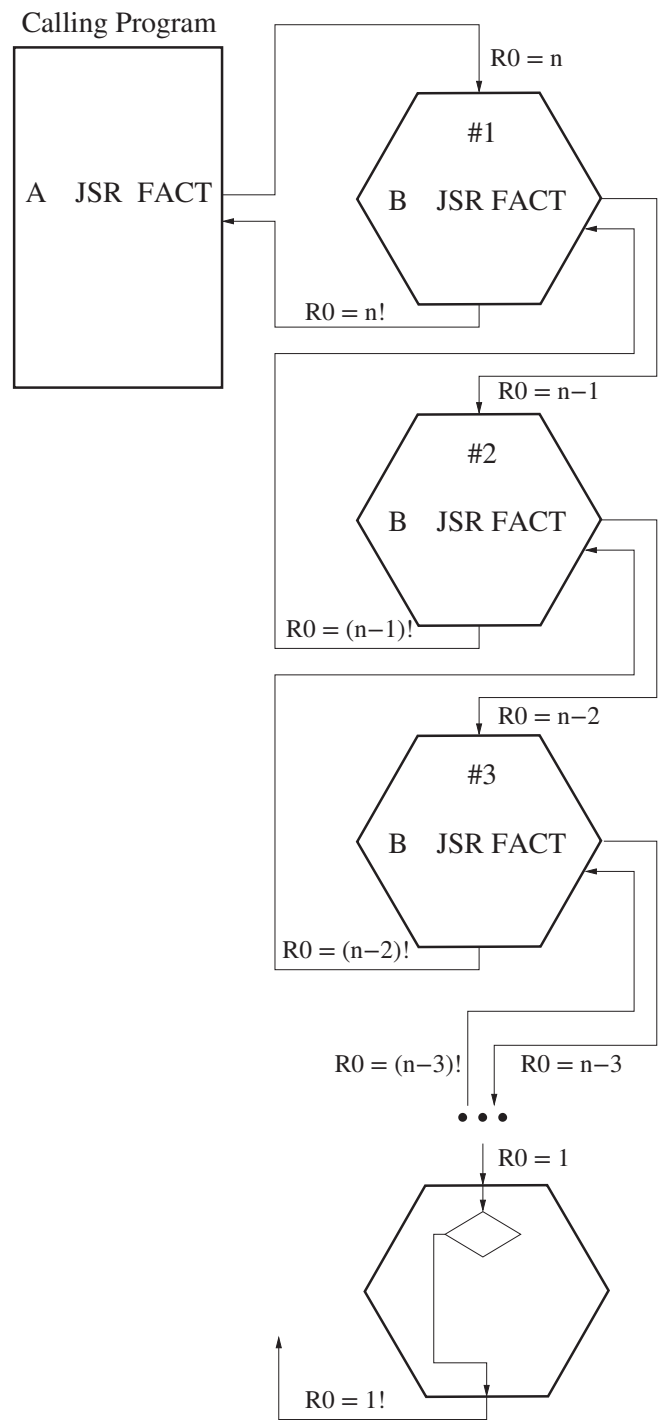 Calling Program
R0 = n
#1
A JSR FACT
B JSR FACT
R0 = n!
R0 = n−1
#2
B JSR FACT
R0 = (n−1)!
R0 = n−2
#3
B JSR FACT
R0 = (n−2)!
R0 = (n−3)!
R0 = n−3
R0 = 1
R0 = 1!